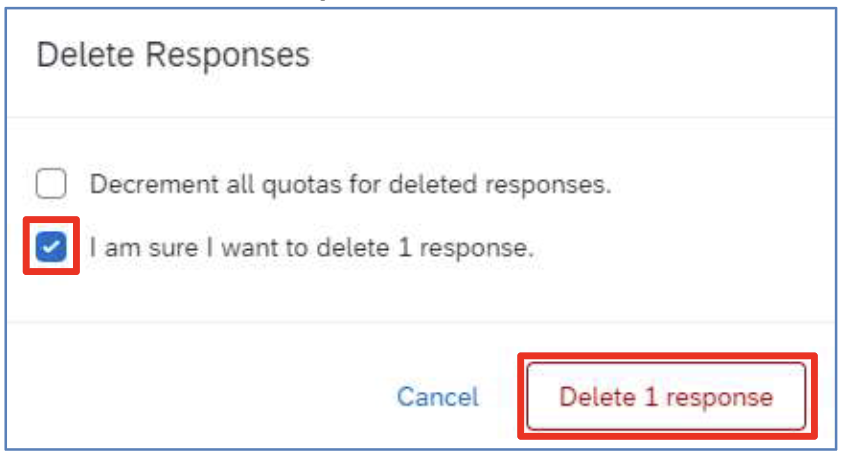 Delete Responses
Decrement all quotas for deleted responses.
I am sure I want to delete 1 response.
Cancel
Delete 1 response